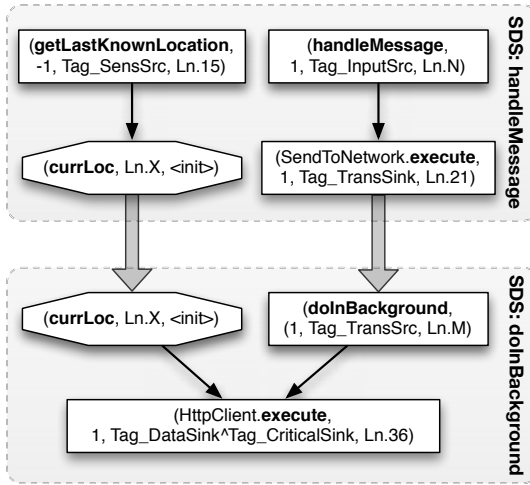 (getLastKnownLocation,
-1, Tag_SensSrc, Ln.15)
(handleMessage,
1, Tag_InputSrc, Ln.N)
(currLoc, Ln.X, <init>)
(SendToNetwork.execute,
1, Tag_TransSink, Ln.21)
SDS: handleMessage
(currLoc, Ln.X, <init>)
(doInBackground,
(1, Tag_TransSrc, Ln.M)
(HttpClient.execute,
1, Tag_DataSink^Tag_CriticalSink, Ln.36)
SDS: doInBackground